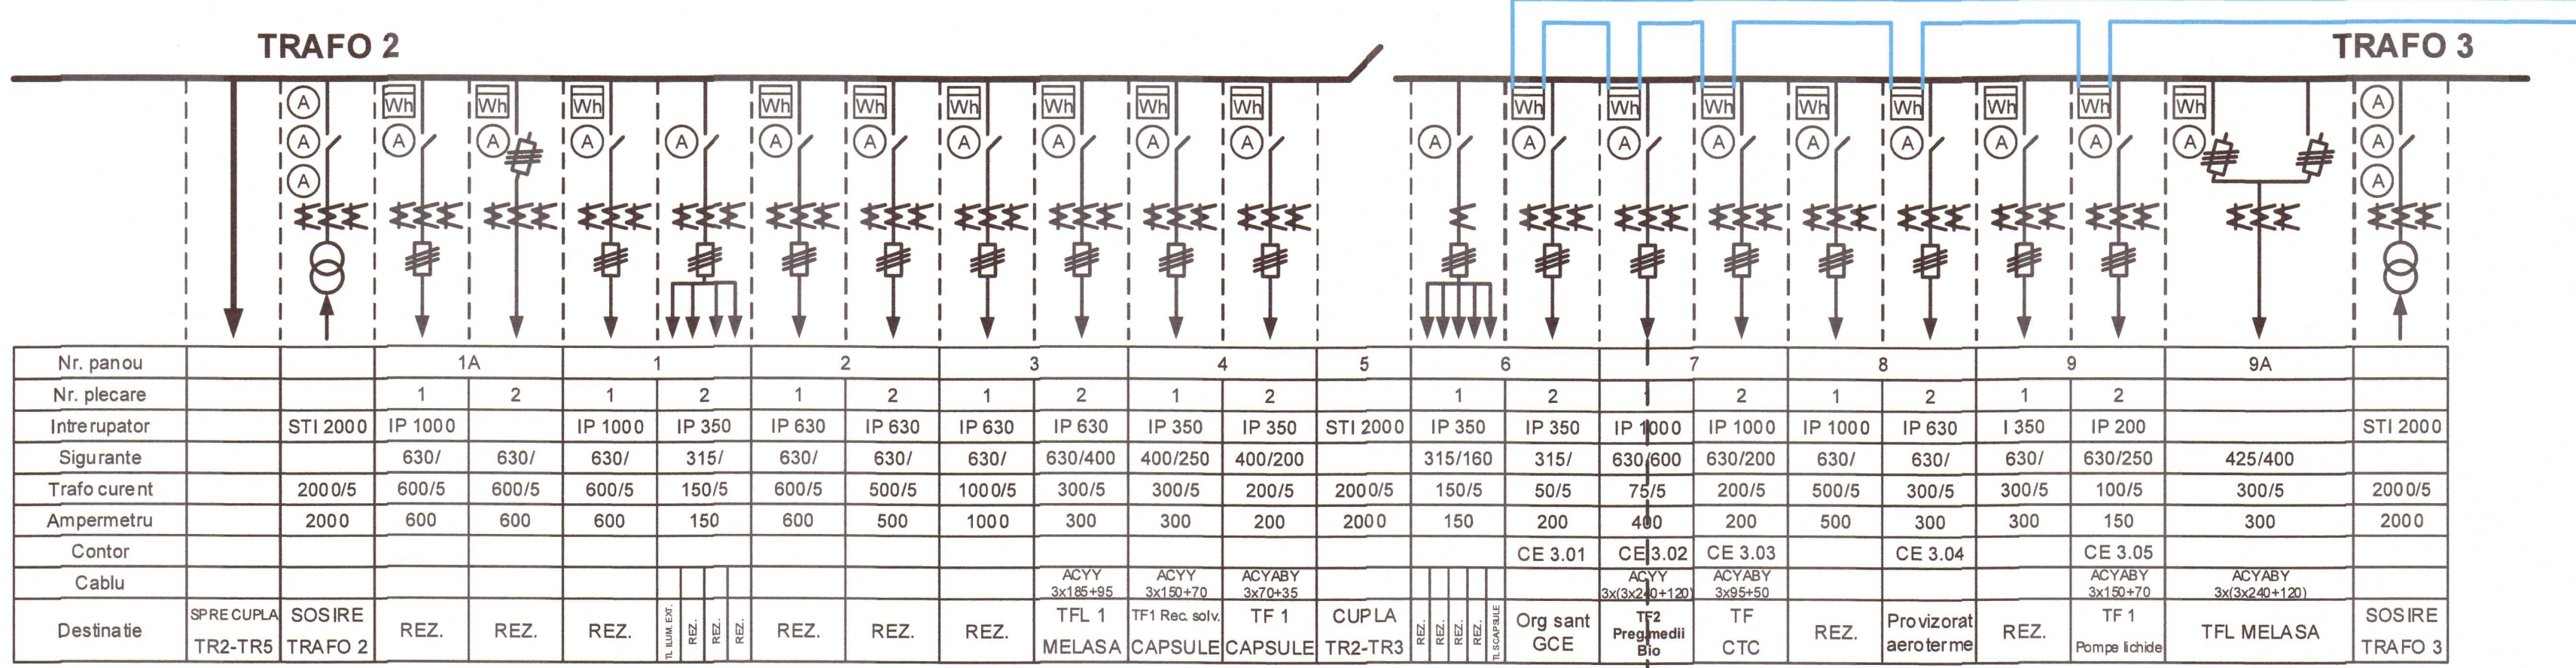 TRAFO 2
TRAFO 3
A Wh Wh Wh Wh Wh Wh Wh Wh Wh Wh Wh Wh Wh Wh Wh Wh Wh A
A A A A A A A A A A A A A A A A A A A A A A
A A
Nr. panou 1A 1 2 3 4 5 6 7 8 9 9A
Nr. plecare 1 2 1 2 1 2 1 2 1 2 1 2 1 2 1 2 1 2
Intrerupator STI 2000 IP 1000 IP 1000 IP 350 IP 630 IP 630 IP 630 IP 630 IP 350 IP 350 STI 2000 IP 350 IP 350 IP 1000 IP 1000 IP 1000 IP 630 I 350 IP 200 STI 2000
Sigurante 630/ 630/ 630/ 315/ 630/ 630/ 630/ 630/400 400/250 400/200 315/160 315/ 630/600 630/200 630/ 630/ 630/ 630/250 425/400
Trafo curent 2000/5 600/5 600/5 600/5 150/5 600/5 500/5 1000/5 300/5 300/5 200/5 2000/5 150/5 50/5 75/5 200/5 500/5 300/5 300/5 100/5 300/5 2000/5
Ampermetru 2000 600 600 600 150 600 500 1000 300 300 200 2000 150 200 400 200 500 300 300 150 300 2000
Contor CE 3.01 CE 3.02 CE 3.03 CE 3.04 CE 3.05
Cablu ACYY ACYY ACYABY ACYY ACYABY ACYABY ACYABY
3x185+95 3x150+70 3x70+35 3x(3x240+120) 3x95+50 3x150+70 3x(3x240+120)
Destinatie
SPRE CUPLA
TR2-TR5
SOSIRE
TRAFO 2
REZ.
REZ.
REZ.
TL ILUM. EXT.
REZ.
REZ.
REZ.
REZ.
REZ.
REZ.
TFL 1
MELASA
TF1 Rec. solv.
CAPSULE
TF 1
CAPSULE
CUPLA
TR2-TR3
REZ.
REZ.
REZ.
REZ.
TLSCAPSULE
Org sant
GCE
TF2
Preg.medii
Bio
TF
CTC
REZ.
Provizorat
aeroterme
REZ.
TF 1
Pompe lichide
TFL MELASA
SOSIRE
TRAFO 3